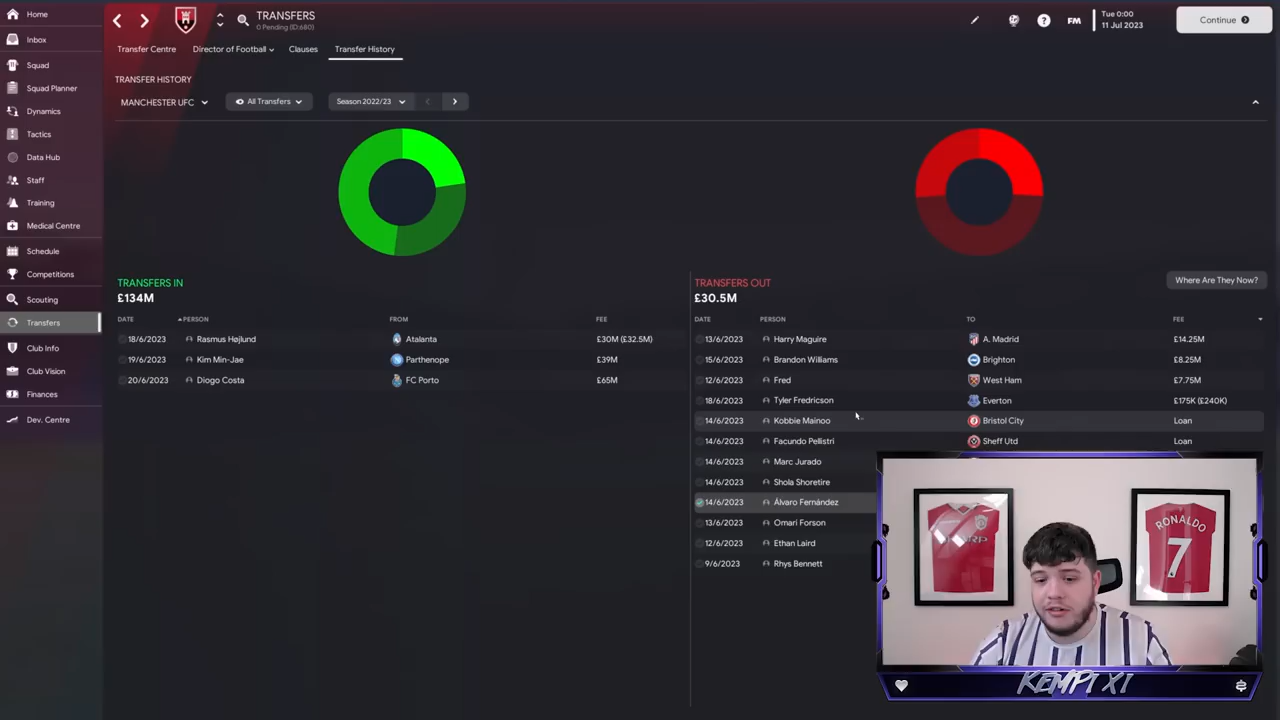 Home
Inbox
Squad
Squad Planner
Dynamics
Tactics
Data Hub
Staff
Training
Medical Centre
Schedule
Competitions
Scouting
Transfers
Club Info
Club Vision
Finances
Dev. Centre
TRANSFERS
0 Pending (ID:680)
FM
Tue 0:00
11 Jul 2023
Continue
Transfer Centre Director of Football Clauses Transfer History
TRANSFER HISTORY
MANCHESTER UFC All Transfers Season 2022/23
TRANSFERS IN
£134M
DATE PERSON FROM FEE
18/6/2023 Rasmus Højlund Atalanta £30M (£32.5M)
19/6/2023 Kim Min-Jae Parthenope £39M
20/6/2023 Diogo Costa FC Porto £65M
TRANSFERS OUT
£30.5M
Where Are They Now?
DATE PERSON TO FEE
13/6/2023 Harry Maguire A. Madrid £14.25M
15/6/2023 Brandon Williams Brighton £8.25M
12/6/2023 Fred West Ham £7.75M
18/6/2023 Tyler Fredricson Everton £175K (£240K)
14/6/2023 Kobbie Mainoo Bristol City Loan
14/6/2023 Facundo Pellistri Sheff Utd Loan
14/6/2023 Marc Jurado
14/6/2023 Shola Shoretire
14/6/2023 Álvaro Fernández
13/6/2023 Omari Forson
12/6/2023 Ethan Laird
9/6/2023 Rhys Bennett
RONALDO
7
KEMPI XI